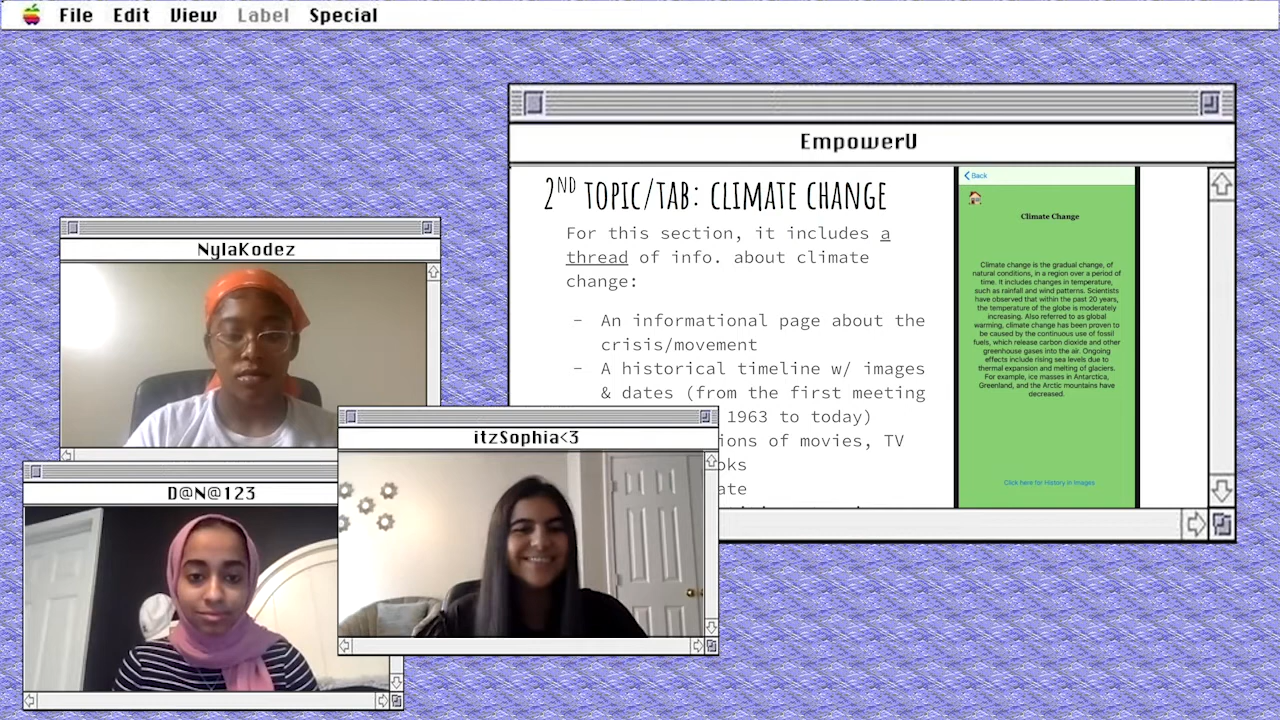 File Edit View Label Special
EmpowerU
2ND TOPIC/TAB: CLIMATE CHANGE
For this section, it includes a
thread of info. about climate
change:
- An informational page about the
crisis/movement
- A historical timeline w/ images
& dates (from the first meeting
1963 to today)
ions of movies, TV
oks
ate
Back
Climate Change
Climate change is the gradual change, of
natural conditions, in a region over a period of
time. It includes changes in temperature,
such as rainfall and wind patterns. Scientists
have observed that within the past 20 years,
the temperature of the globe is moderately
increasing. Also referred to as global
warming, climate change has been proven to
be caused by the continuous use of fossil
fuels, which release carbon dioxide and other
greenhouse gases into the air. Ongoing
effects include rising sea levels due to
thermal expansion and melting of glaciers.
For example, ice masses in Antarctica,
Greenland, and the Arctic mountains have
decreased.
Click here for History in Images
NylaKodez
itzSophia<3
D@N@123